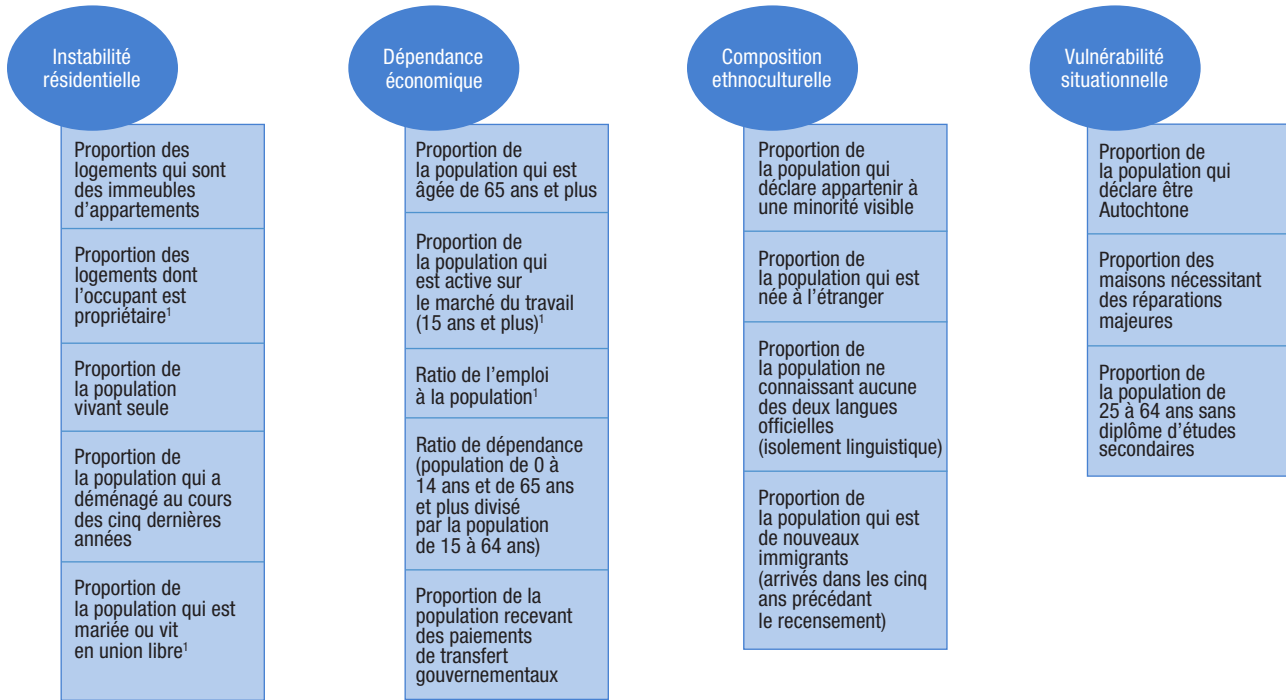 Instabilité
résidentielle
Proportion des
logements qui sont
des immeubles
d’appartements
Proportion des
logements dont
l’occupant est
propriétaire¹
Proportion de
la population
vivant seule
Proportion de
la population qui a
déménagé au cours
des cinq dernières
années
Proportion de
la population qui est
mariée ou vit
en union libre¹
Dépendance
économique
Proportion de
la population qui est
âgée de 65 ans et plus
Proportion de
la population qui
est active sur
le marché du travail
(15 ans et plus)¹
Ratio de l’emploi
à la population¹
Ratio de dépendance
(population de 0 à
14 ans et de 65 ans
et plus divisé
par la population
de 15 à 64 ans)
Proportion de la
population recevant
des paiements
de transfert
gouvernementaux
Composition
ethnoculturelle
Proportion de
la population qui
déclare appartenir à
une minorité visible
Proportion de
la population qui est
née à l’étranger
Proportion de
la population ne
connaissant aucune
des deux langues
officielles
(isolement linguistique)
Proportion de
la population qui est
de nouveaux
immigrants
(arrivés dans les cinq
ans précédant
le recensement)
Vulnérabilité
situationnelle
Proportion de
la population qui
déclare être
Autochtone
Proportion des
maisons nécessitant
des réparations
majeures
Proportion de
la population de
25 à 64 ans sans
diplôme d’études
secondaires